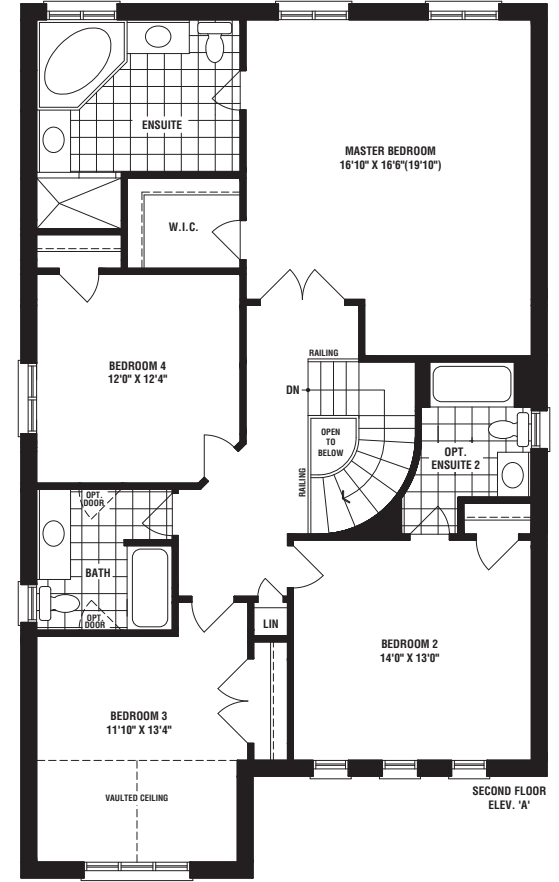 ENSUITE
MASTER BEDROOM
16'10" X 16'6"(19'10")
W.I.C.
BEDROOM 4
12'0" X 12'4"
RAILING
DN
OPEN
TO
BELOW
RAILING
OPT.
ENSUITE 2
OPT.
DOOR
BATH
OPT.
DOOR
LIN
BEDROOM 2
14'0" X 13'0"
BEDROOM 3
11'10" X 13'4"
VAULTED CEILING
SECOND FLOOR
ELEV. 'A'